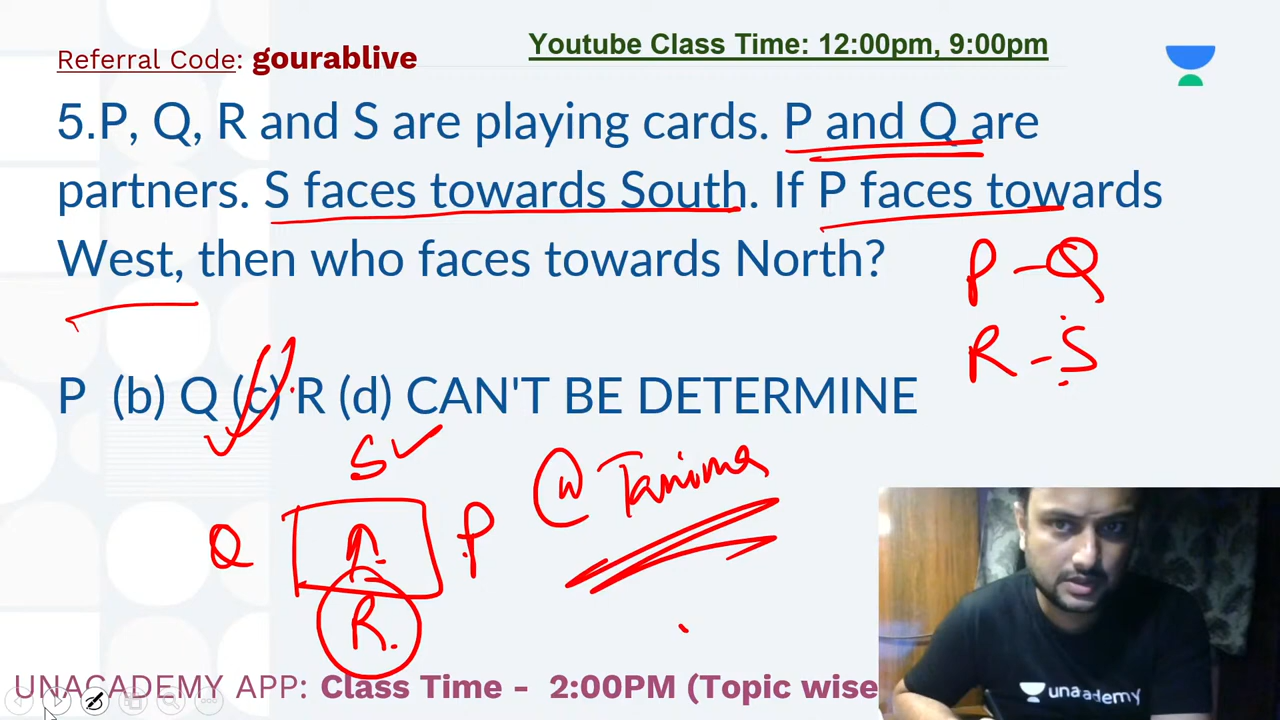 Youtube Class Time: 12:00pm, 9:00pm
Referral Code: gourablive
5.P, Q, R and S are playing cards. P and Q are
partners. S faces towards South. If P faces towards
West, then who faces towards North?
P - Q
R - S
P (b) Q (c) R (d) CAN'T BE DETERMINE
S
@ Tanima
Q P
R.
unacademy
UNACADEMY APP: Class Time - 2:00PM (Topic wise